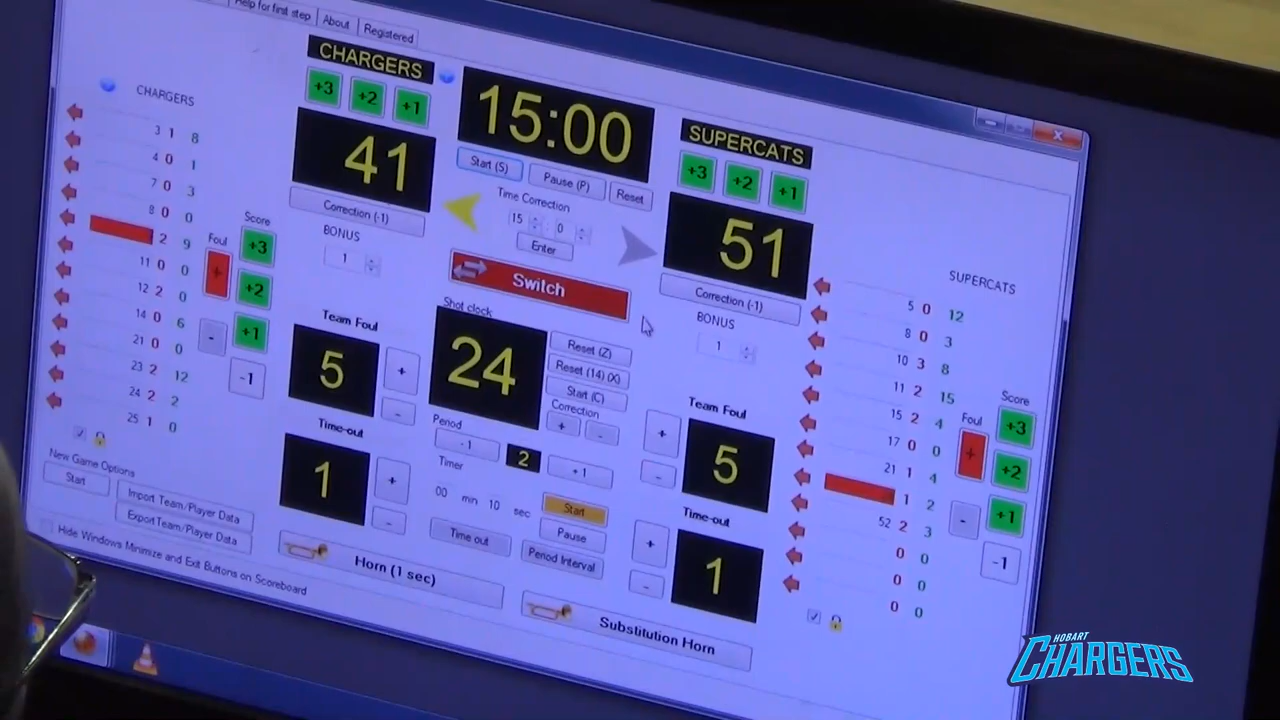 Help for first step
About
Registered
CHARGERS
+3 +2 +1
41
Correction (-1)
BONUS
1
15:00
Start (S)
Pause (P)
Reset
Time Correction
15 0
Enter
Switch
SUPERCATS
+3 +2 +1
51
Correction (-1)
BONUS
1
CHARGERS
3 1 8
4 0 1
7 0 3
8 0 0
2 9
11 0 0
12 2 0
14 0 6
21 0 0
23 2 12
24 2 2
25 1 0
Foul
+
-
Score
+3
+2
+1
-1
Team Foul
5
+
-
Time-out
1
+
-
Shot clock
24
Reset (Z)
Reset (14) (X)
Start (C)
Correction
+ -
Period
-1
2
+1
Timer
00 min 10 sec
Start
Pause
Time out
Period Interval
Team Foul
+
-
5
Time-out
+
-
1
SUPERCATS
5 0 12
8 0 3
10 3 8
11 2 15
15 2 4
17 0 0
21 1 4
1 2
52 2 3
0 0
0 0
0 0
Foul
+
-
Score
+3
+2
+1
-1
New Game Options
Start
Import Team/Player Data
Export Team/Player Data
Hide Windows Minimize and Exit Buttons on Scoreboard
Horn (1 sec)
Substitution Horn
HOBART
CHARGERS